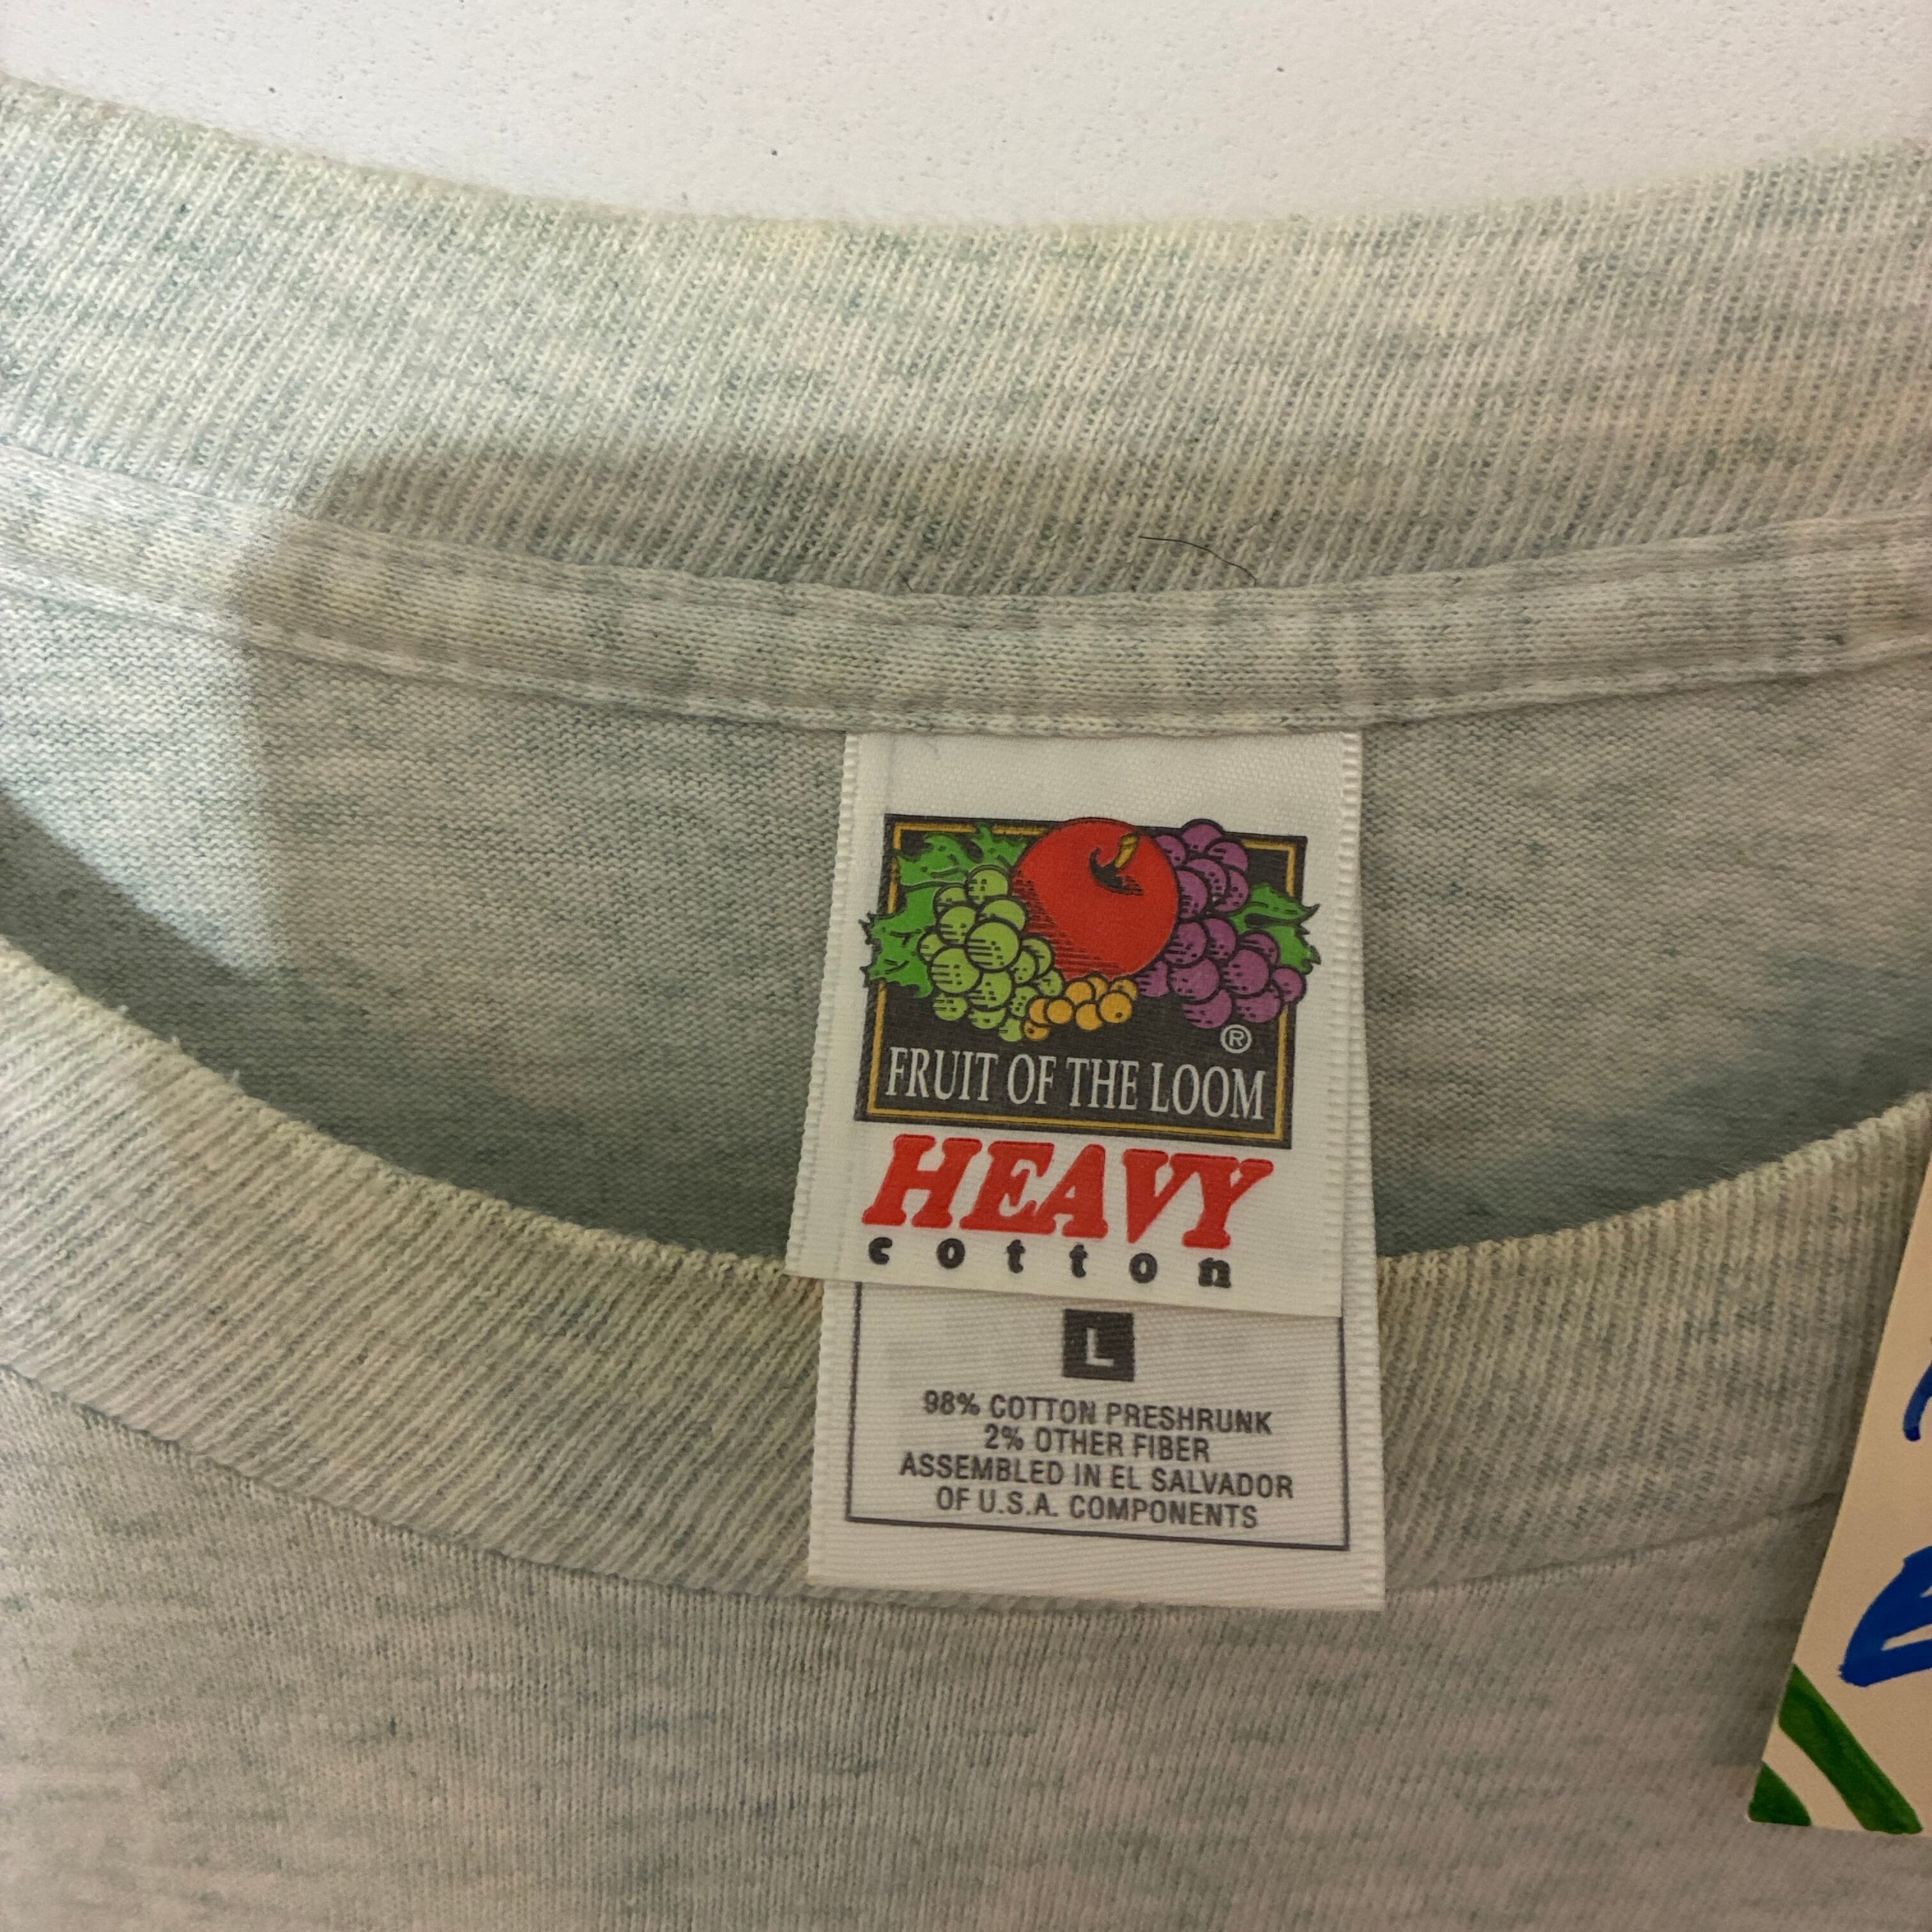 ®
FRUIT OF THE LOOM
HEAVY
cotton
L
98% COTTON PRESHRUNK
2% OTHER FIBER
ASSEMBLED IN EL SALVADOR
OF U.S.A. COMPONENTS